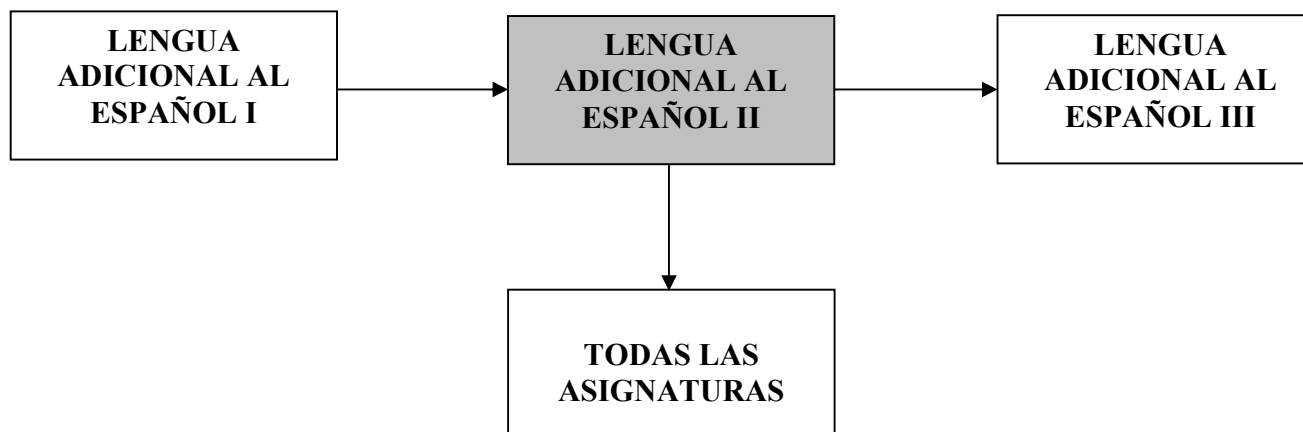 LENGUA
ADICIONAL AL
ESPAÑOL I
LENGUA
ADICIONAL AL
ESPAÑOL II
LENGUA
ADICIONAL AL
ESPAÑOL III
TODAS LAS
ASIGNATURAS